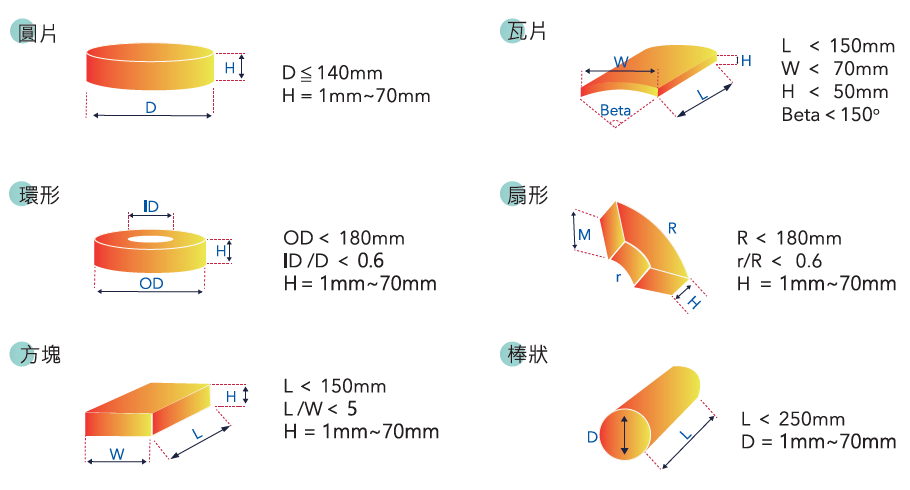 圓片
H
D
D ≦ 140mm
H = 1mm~70mm
瓦片
W
H
L
Beta
L < 150mm
W < 70mm
H < 50mm
Beta < 150°
環形
ID
H
OD
OD < 180mm
ID /D < 0.6
H = 1mm~70mm
扇形
M
R
r
H
R < 180mm
r/R < 0.6
H = 1mm~70mm
方塊
H
L
W
L < 150mm
L /W < 5
H = 1mm~70mm
棒狀
D
L
L < 250mm
D = 1mm~70mm